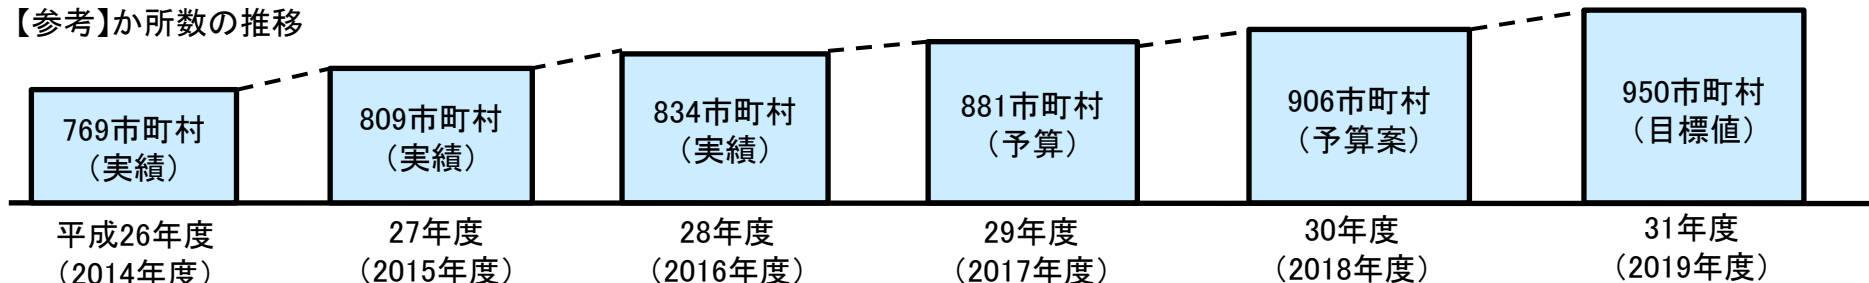 【参考】か所数の推移
769市町村
（実績）
809市町村
（実績）
834市町村
（実績）
881市町村
（予算）
906市町村
（予算案）
950市町村
（目標値）
平成26年度
（2014年度）
27年度
（2015年度）
28年度
（2016年度）
29年度
（2017年度）
30年度
（2018年度）
31年度
（2019年度）